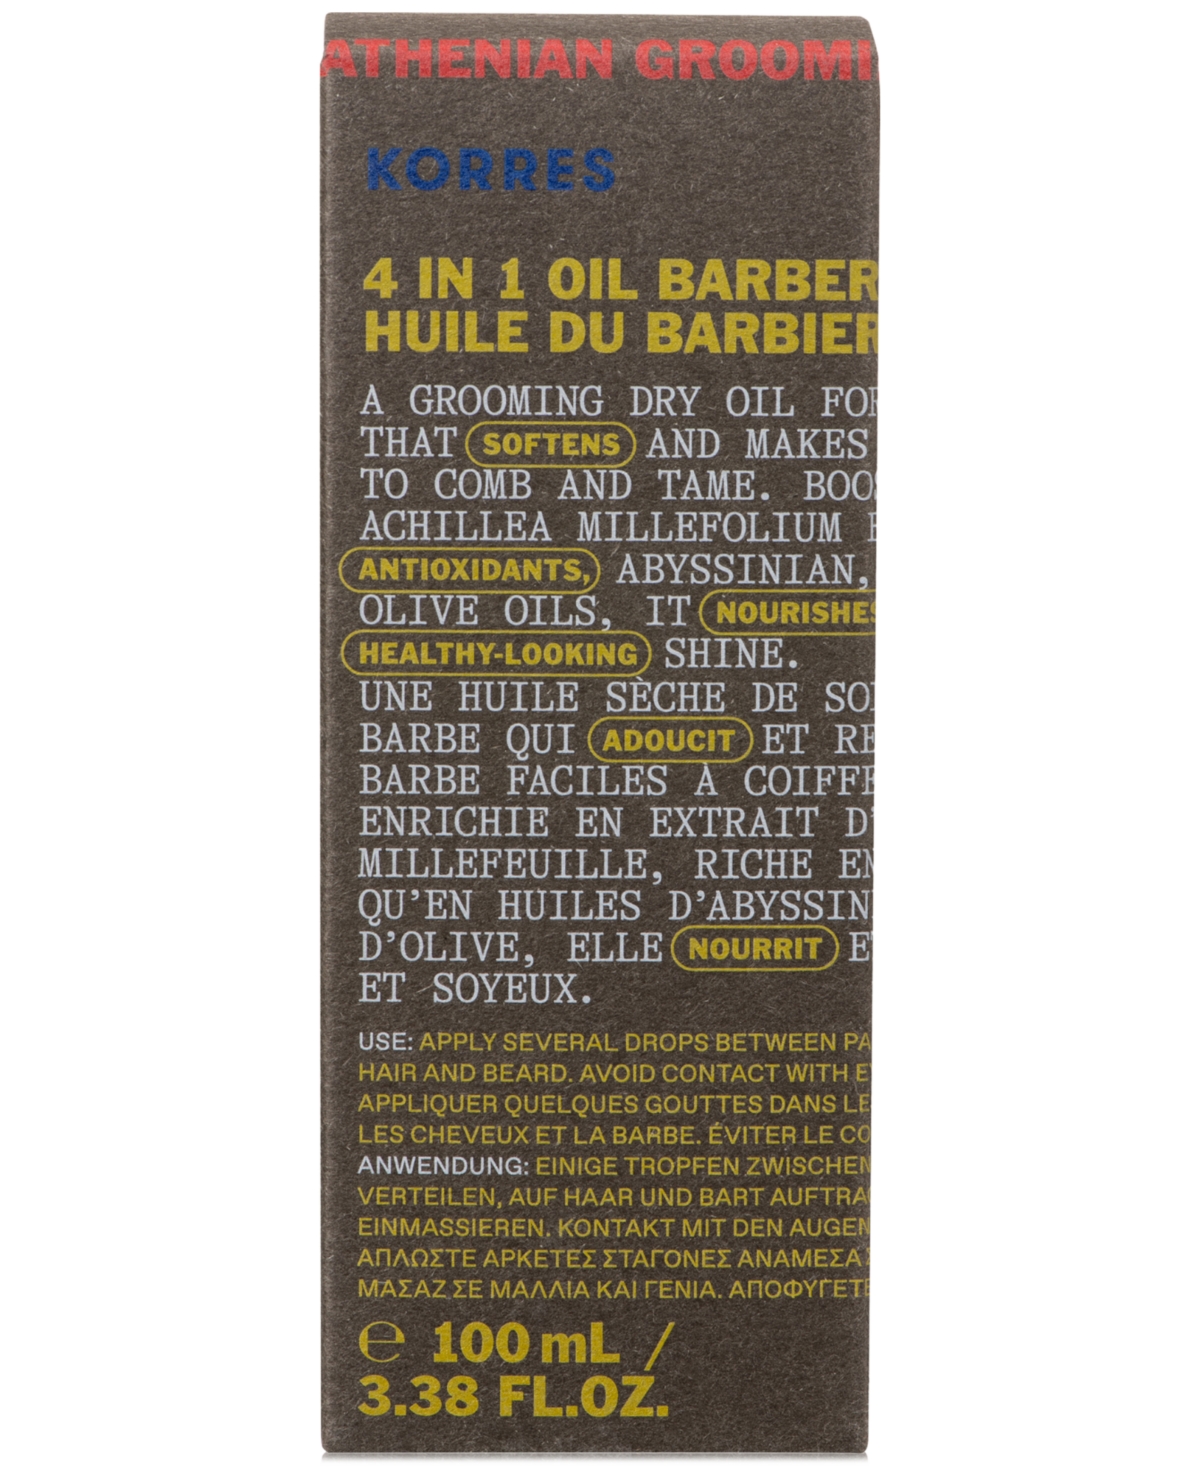 ATHENIAN GROOMI
KORRES
4 IN 1 OIL BARBER
HUILE DU BARBIER
A GROOMING DRY OIL FOR
THAT SOFTENS AND MAKES
TO COMB AND TAME. BOOS
ACHILLEA MILLEFOLIUM E
ANTIOXIDANTS, ABYSSINIAN,
OLIVE OILS, IT NOURISHES
HEALTHY-LOOKING SHINE.
UNE HUILE SÈCHE DE SOI
BARBE QUI ADOUCIT ET RE
BARBE FACILES À COIFFE
ENRICHIE EN EXTRAIT D'
MILLEFEUILLE, RICHE EN
QU'EN HUILES D'ABYSSIN
D'OLIVE, ELLE NOURRIT ET
ET SOYEUX.
USE: APPLY SEVERAL DROPS BETWEEN PA
HAIR AND BEARD. AVOID CONTACT WITH EY
APPLIQUER QUELQUES GOUTTES DANS LE
LES CHEVEUX ET LA BARBE. ÉVITER LE CO
ANWENDUNG: EINIGE TROPFEN ZWISCHEN
VERTEILEN, AUF HAAR UND BART AUFTRAG
EINMASSIEREN. KONTAKT MIT DEN AUGEN
ΑΠΛΩΣΤΕ ΑΡΚΕΤΕΣ ΣΤΑΓΟΝΕΣ ΑΝΑΜΕΣΑ Σ
ΜΑΣΑΖ ΣΕ ΜΑΛΛΙΑ ΚΑΙ ΓΕΝΙΑ. ΑΠΟΦΥΓΕΤΕ
℮ 100 mL /
3.38 FL.OZ.